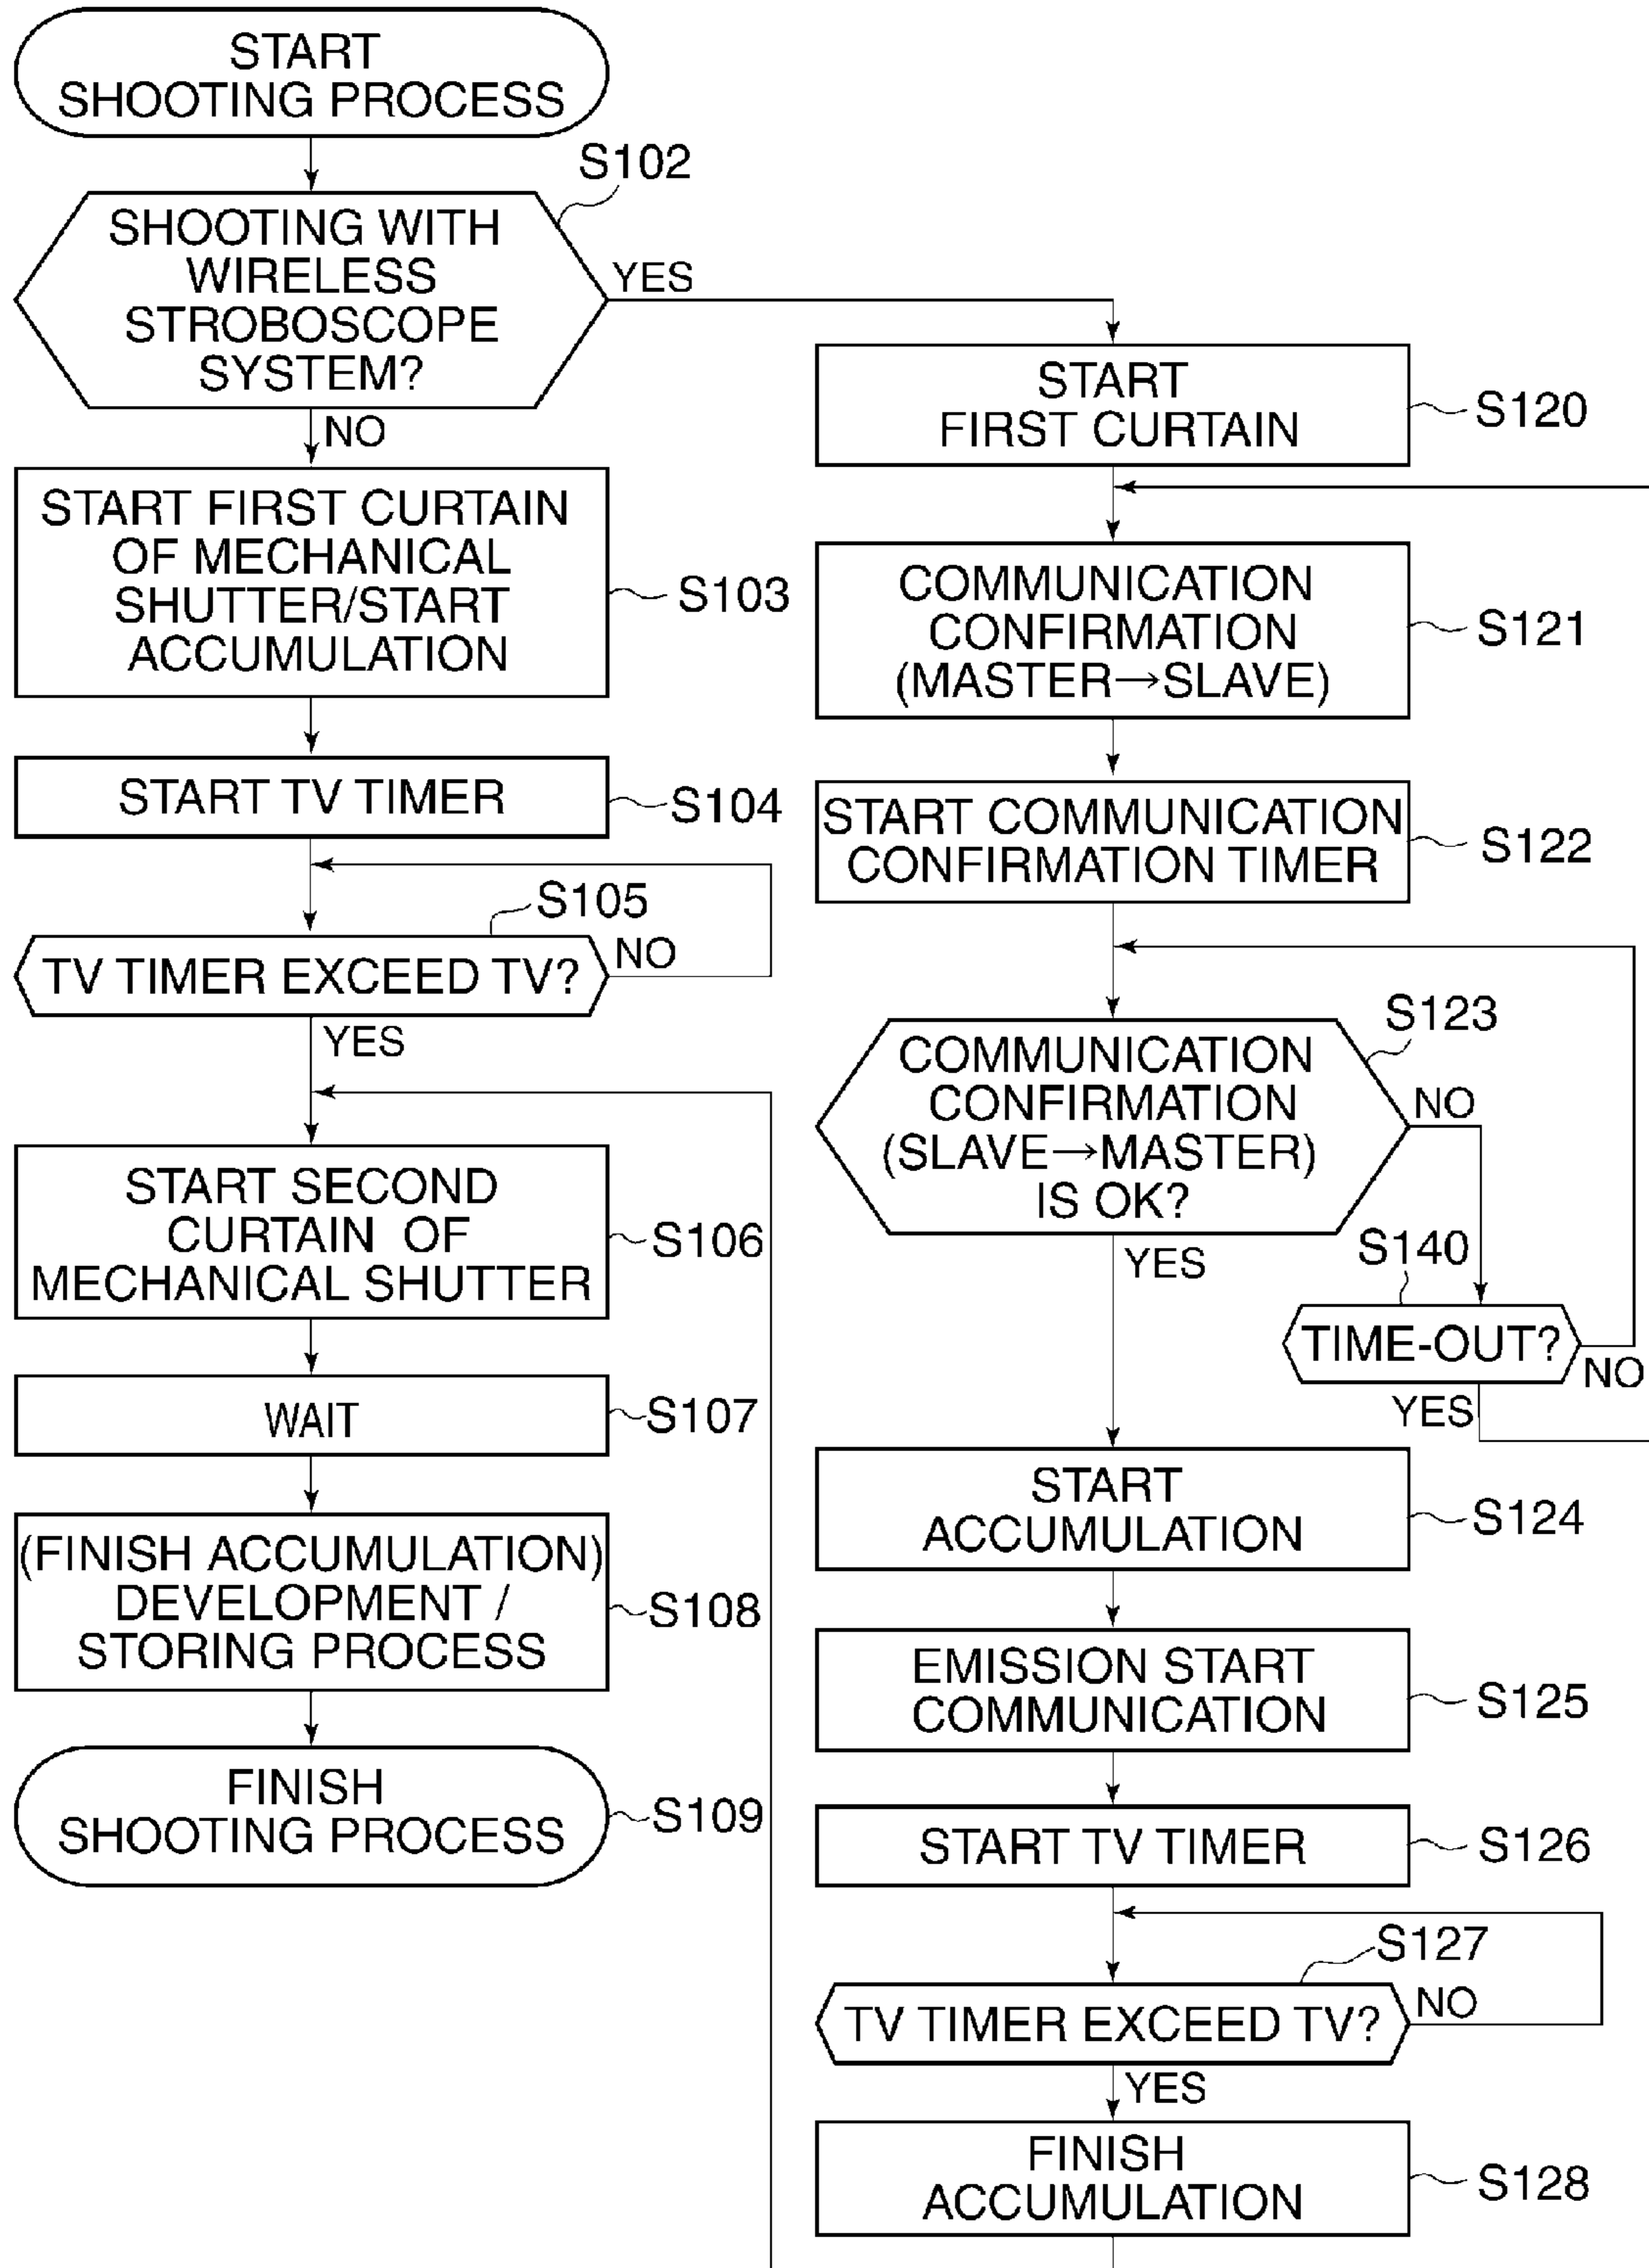 START
SHOOTING PROCESS
S102
SHOOTING WITH
WIRELESS
STROBOSCOPE
SYSTEM?
YES
NO
START FIRST CURTAIN
OF MECHANICAL
SHUTTER/START
ACCUMULATION
S103
START TV TIMER
S104
S105
TV TIMER EXCEED TV?
NO
YES
START SECOND
CURTAIN OF
MECHANICAL SHUTTER
S106
WAIT
S107
(FINISH ACCUMULATION)
DEVELOPMENT /
STORING PROCESS
S108
FINISH
SHOOTING PROCESS
S109
START
FIRST CURTAIN
S120
COMMUNICATION
CONFIRMATION
(MASTER→SLAVE)
S121
START COMMUNICATION
CONFIRMATION TIMER
S122
S123
COMMUNICATION
CONFIRMATION
(SLAVE→MASTER)
IS OK?
NO
YES
S140
TIME-OUT?
NO
YES
START
ACCUMULATION
S124
EMISSION START
COMMUNICATION
S125
START TV TIMER
S126
S127
TV TIMER EXCEED TV?
NO
YES
FINISH
ACCUMULATION
S128